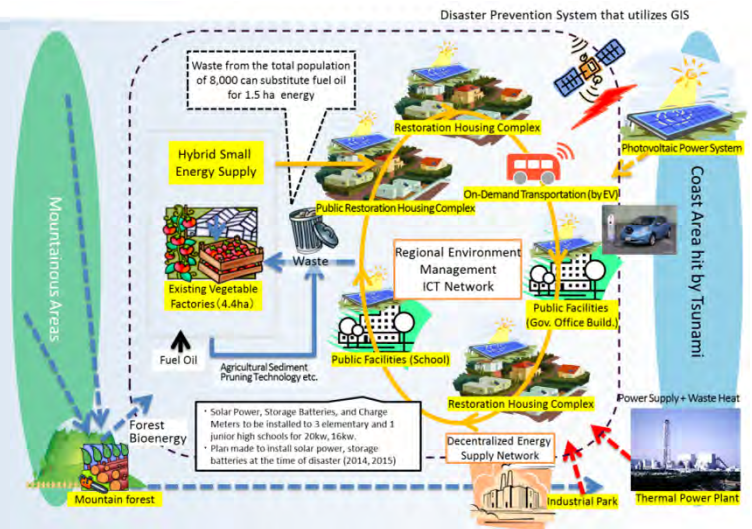 Disaster Prevention System that utilizes GIS
Waste from the total population
of 8,000 can substitute fuel oil
for 1.5 ha energy
Restoration Housing Complex
Photovoltaic Power System
Hybrid Small
Energy Supply
On-Demand Transportation (by EV)
Public Restoration Housing Complex
Mountainous Areas
Coast Area hit by Tsunami
Waste
Regional Environment
Management
ICT Network
Existing Vegetable
Factories (4.4ha)
Public Facilities
(Gov. Office Build.)
Fuel Oil
Agricultural Sediment
Pruning Technology etc.
Public Facilities (School)
Restoration Housing Complex
Power Supply + Waste Heat
・ Solar Power, Storage Batteries, and Charge
Meters to be installed to 3 elementary and 1
junior high schools for 20kw, 16kw.
・ Plan made to install solar power, storage
batteries at the time of disaster (2014, 2015)
Forest
Bioenergy
Decentralized Energy
Supply Network
Mountain forest
Industrial Park
Thermal Power Plant